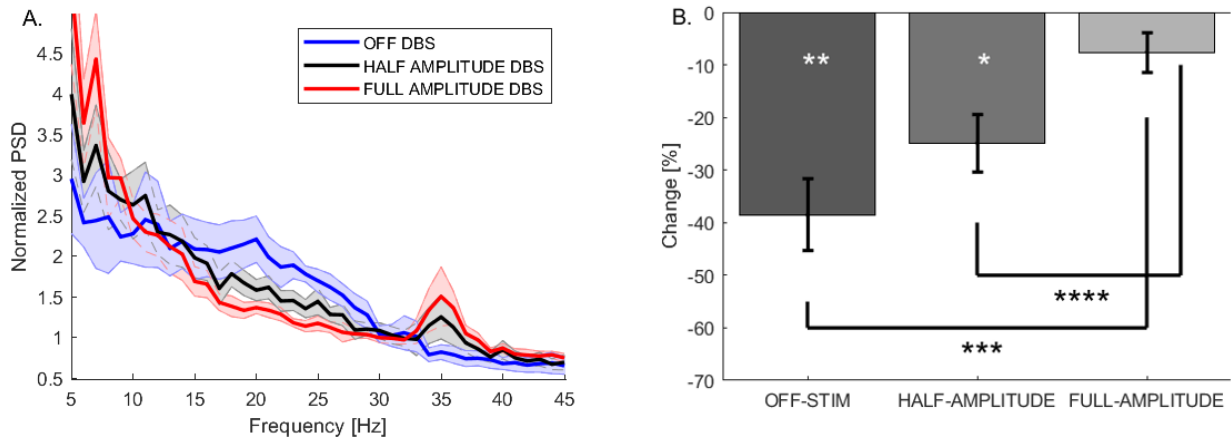 A.
OFF DBS
HALF AMPLITUDE DBS
FULL AMPLITUDE DBS
Normalized PSD
4.5
4
3.5
3
2.5
2
1.5
1
0.5
5 10 15 20 25 30 35 40 45
Frequency [Hz]
B.
Change [%]
0
-10
-20
-30
-40
-50
-60
-70
**
*
****
***
OFF-STIM HALF-AMPLITUDE FULL-AMPLITUDE